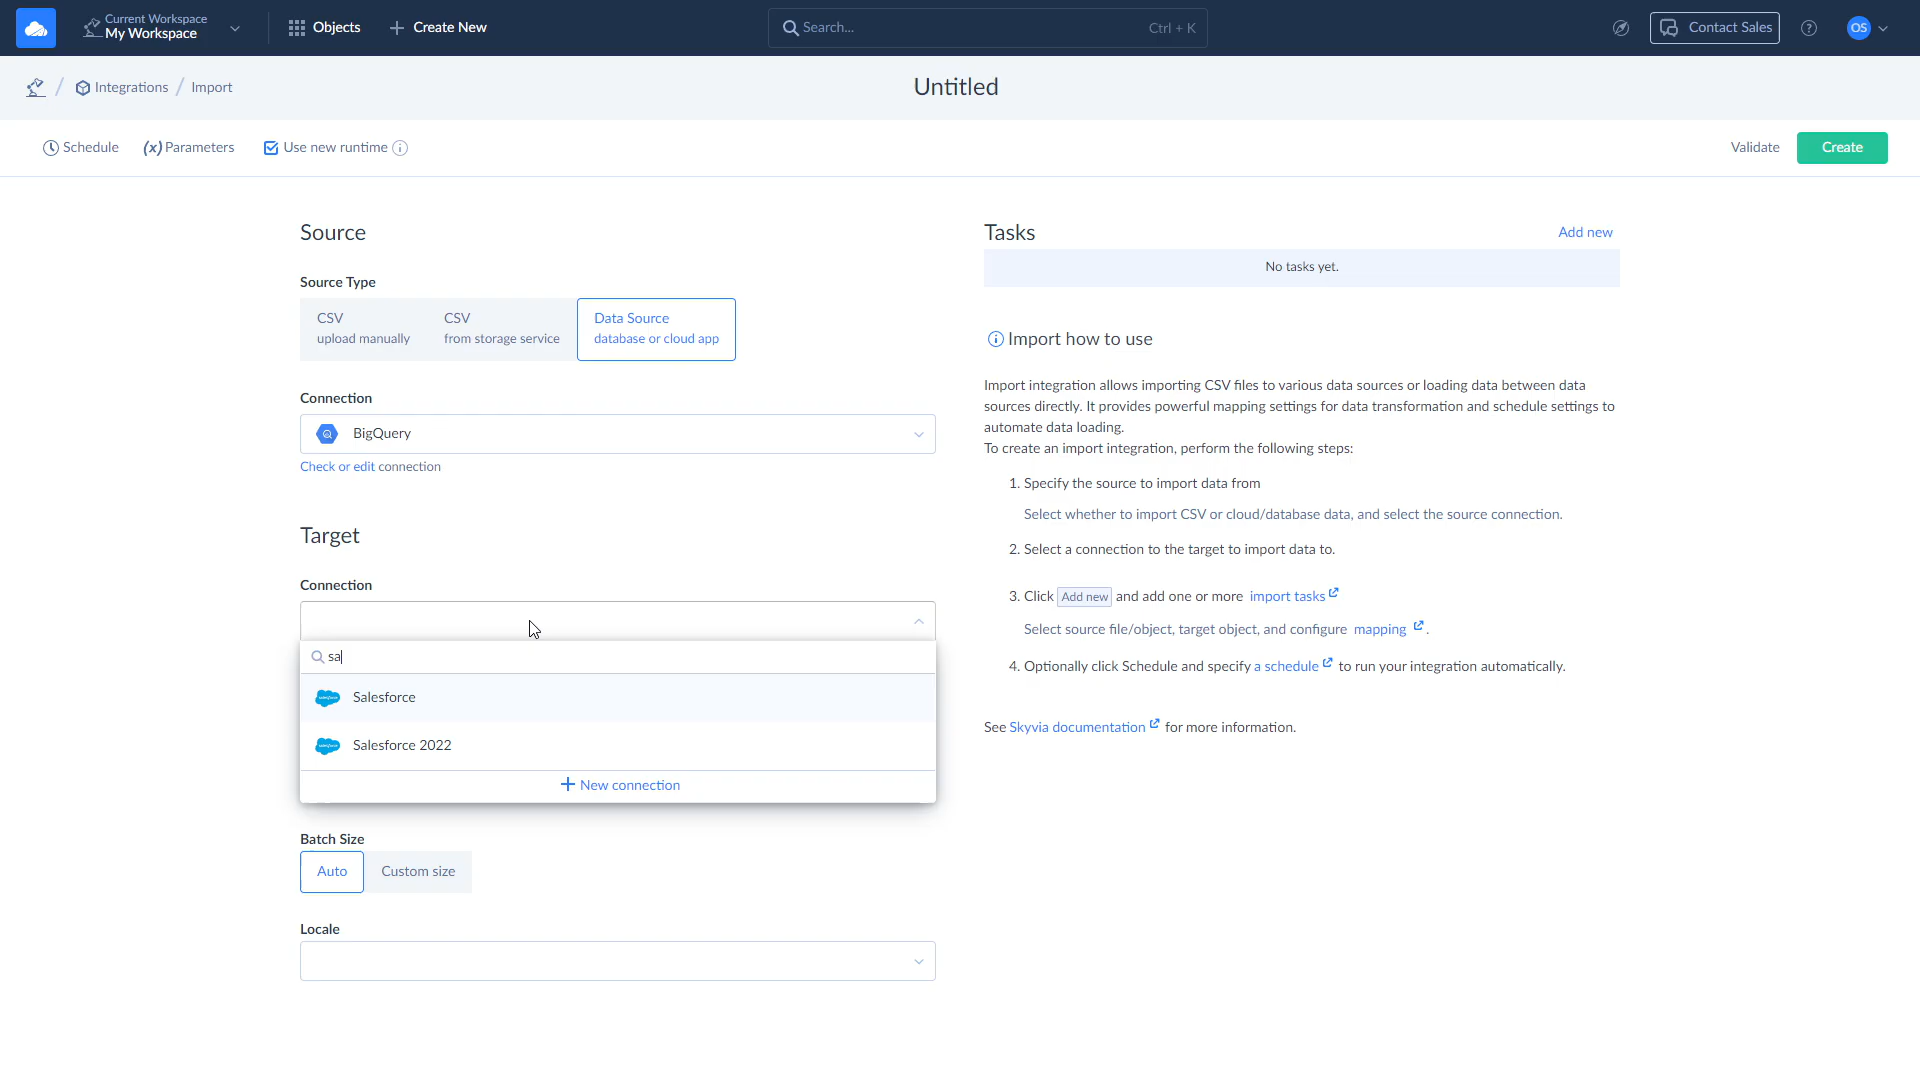 Current Workspace
My Workspace
Objects
Create New
Search...
Ctrl + K
Contact Sales
OS
/ Integrations / Import
Untitled
Schedule
(x) Parameters
Use new runtime
Validate
Create
Source
Source Type
CSV
upload manually
CSV
from storage service
Data Source
database or cloud app
Connection
BigQuery
Check or edit connection
Target
Connection
sa
Salesforce
Salesforce 2022
New connection
Batch Size
Auto
Custom size
Locale
Tasks
Add new
No tasks yet.
Import how to use
Import integration allows importing CSV files to various data sources or loading data between data
sources directly. It provides powerful mapping settings for data transformation and schedule settings to
automate data loading.
To create an import integration, perform the following steps:
1. Specify the source to import data from
Select whether to import CSV or cloud/database data, and select the source connection.
2. Select a connection to the target to import data to.
3. Click Add new and add one or more import tasks
Select source file/object, target object, and configure mapping .
4. Optionally click Schedule and specify a schedule to run your integration automatically.
See Skyvia documentation for more information.